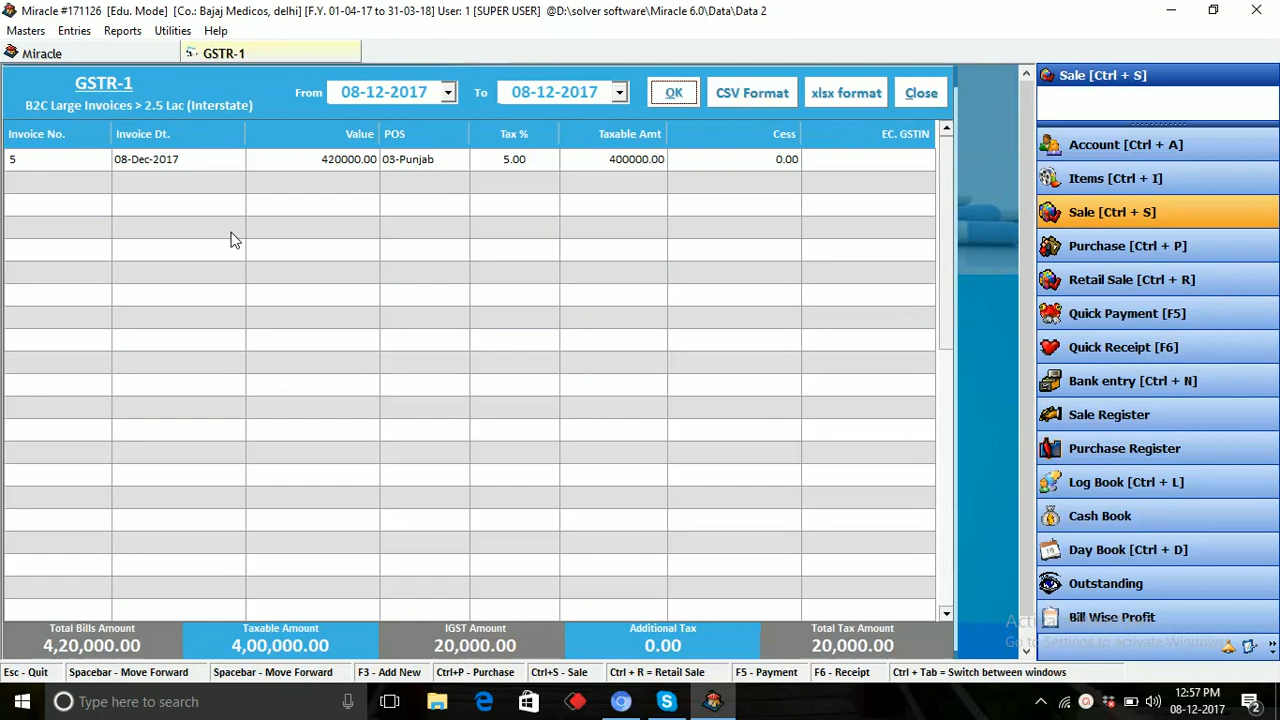 Miracle #171126 [Edu. Mode] [Co.: Bajaj Medicos, delhi] [F.Y. 01-04-17 to 31-03-18] User: 1 [SUPER USER] @D:\solver software\Miracle 6.0\Data\Data 2
Masters Entries Reports Utilities Help
Miracle GSTR-1
GSTR-1
B2C Large Invoices > 2.5 Lac (Interstate)
From 08-12-2017 To 08-12-2017 OK CSV Format xlsx format Close
Invoice No. Invoice Dt. Value POS Tax % Taxable Amt Cess EC. GSTIN
5 08-Dec-2017 420000.00 03-Punjab 5.00 400000.00 0.00
Total Bills Amount Taxable Amount IGST Amount Additional Tax Total Tax Amount
4,20,000.00 4,00,000.00 20,000.00 0.00 20,000.00
Sale [Ctrl + S]
Account [Ctrl + A]
Items [Ctrl + I]
Sale [Ctrl + S]
Purchase [Ctrl + P]
Retail Sale [Ctrl + R]
Quick Payment [F5]
Quick Receipt [F6]
Bank entry [Ctrl + N]
Sale Register
Purchase Register
Log Book [Ctrl + L]
Cash Book
Day Book [Ctrl + D]
Outstanding
Bill Wise Profit
Go to Settings to activate Windows.
Esc - Quit Spacebar - Move Forward Spacebar - Move Forward F3 - Add New Ctrl+P - Purchase Ctrl+S - Sale Ctrl + R = Retail Sale F5 - Payment F6 - Receipt Ctrl + Tab = Switch between windows
Type here to search
12:57 PM
08-12-2017
2